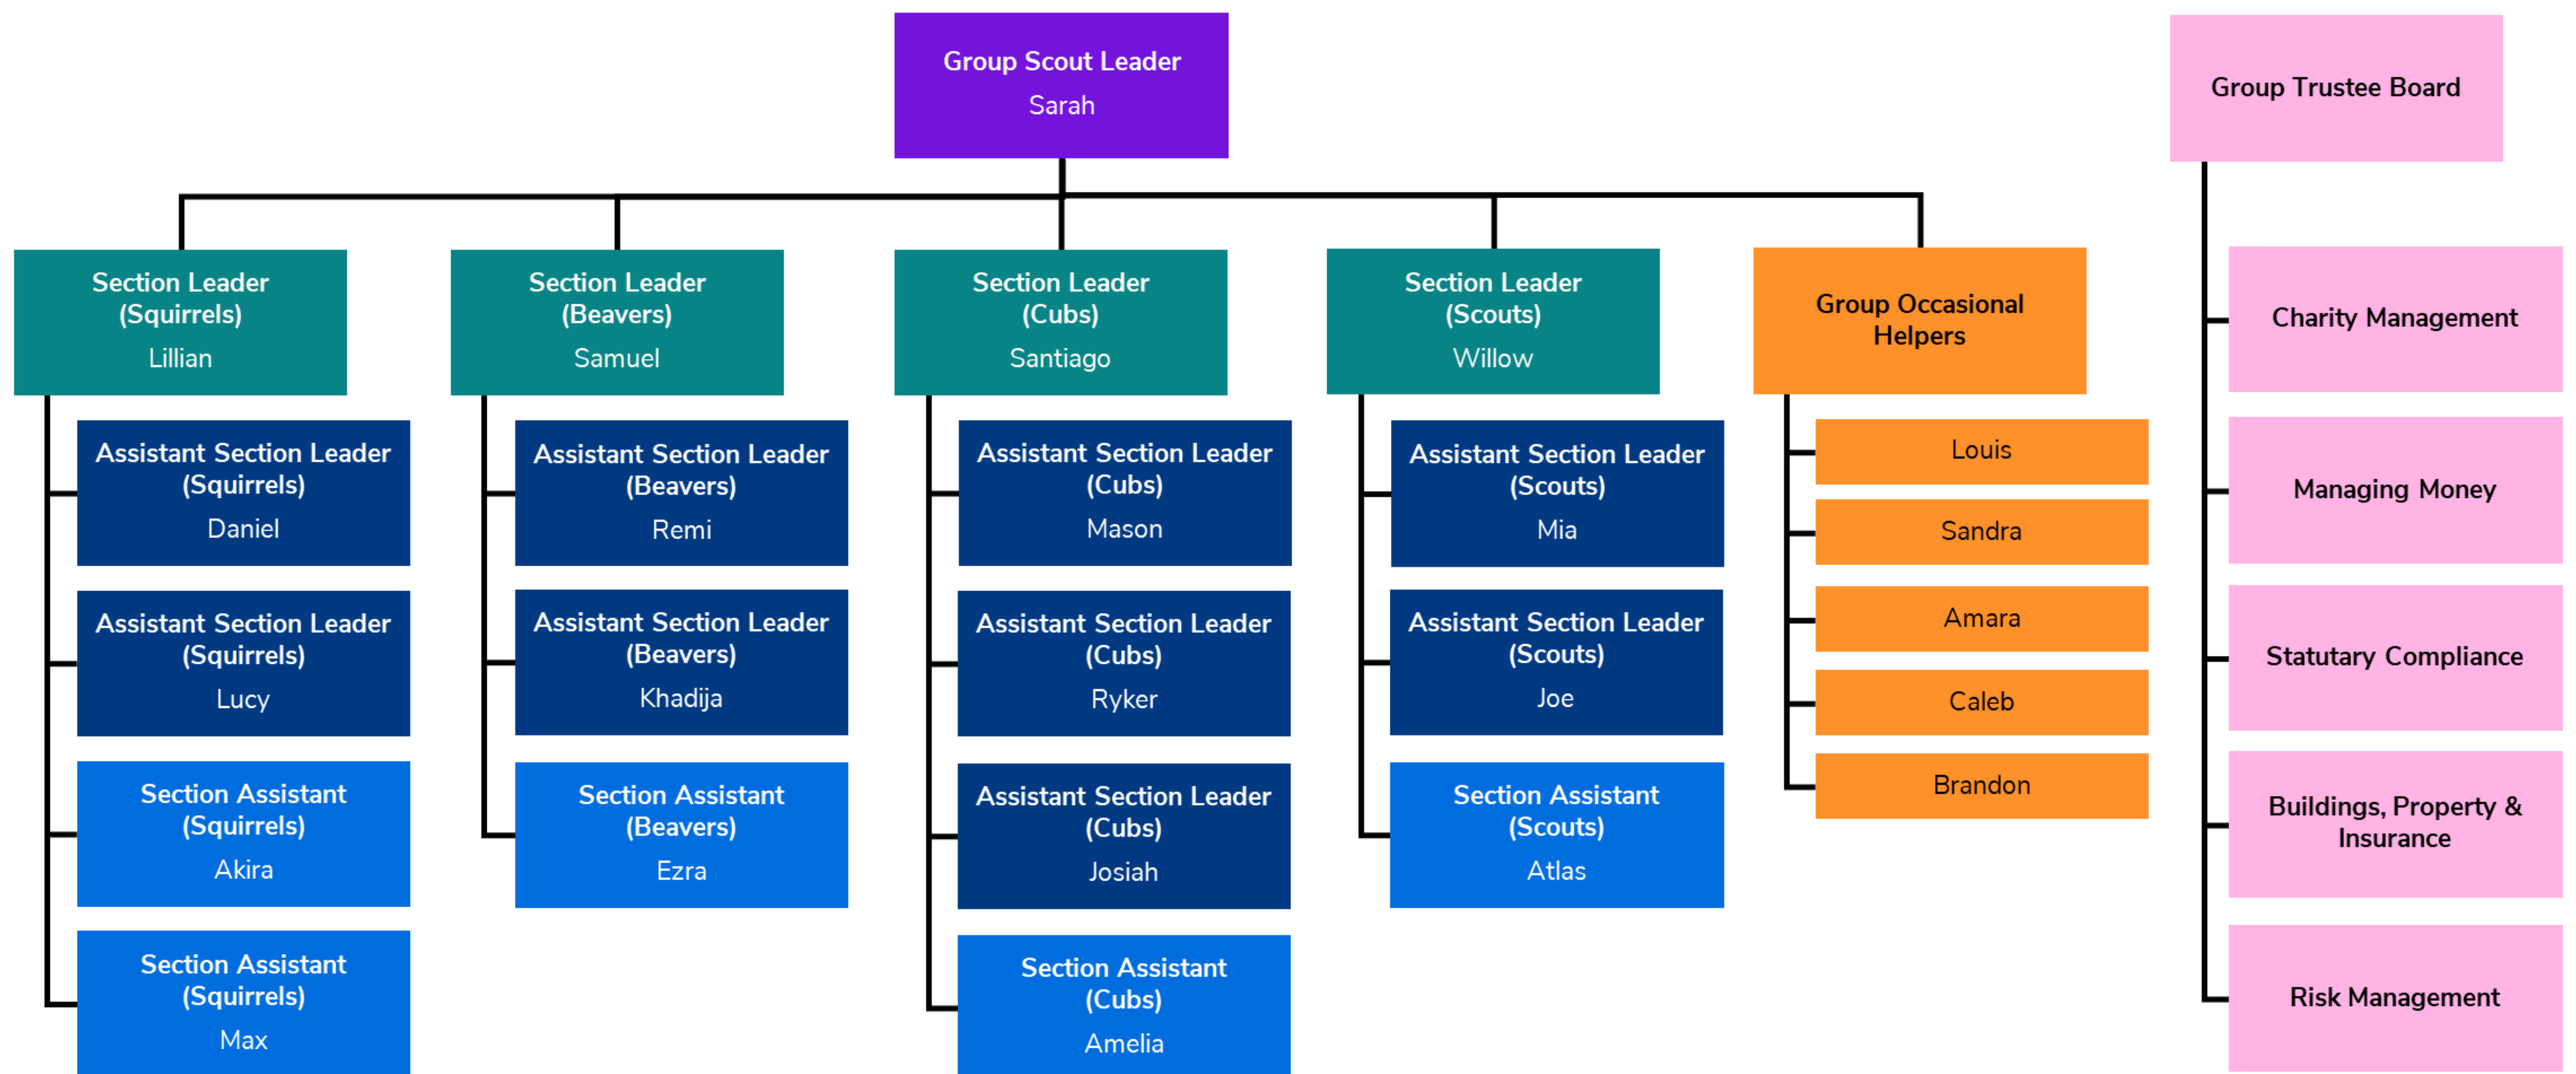 Group Scout Leader
Sarah
Group Trustee Board
Section Leader
(Squirrels)
Lillian
Assistant Section Leader
(Squirrels)
Daniel
Assistant Section Leader
(Squirrels)
Lucy
Section Assistant
(Squirrels)
Akira
Section Assistant
(Squirrels)
Max
Section Leader
(Beavers)
Samuel
Assistant Section Leader
(Beavers)
Remi
Assistant Section Leader
(Beavers)
Khadija
Section Assistant
(Beavers)
Ezra
Section Leader
(Cubs)
Santiago
Assistant Section Leader
(Cubs)
Mason
Assistant Section Leader
(Cubs)
Ryker
Assistant Section Leader
(Cubs)
Josiah
Section Assistant
(Cubs)
Amelia
Section Leader
(Scouts)
Willow
Assistant Section Leader
(Scouts)
Mia
Assistant Section Leader
(Scouts)
Joe
Section Assistant
(Scouts)
Atlas
Group Occasional
Helpers
Louis
Sandra
Amara
Caleb
Brandon
Charity Management
Managing Money
Statutary Compliance
Buildings, Property &
Insurance
Risk Management